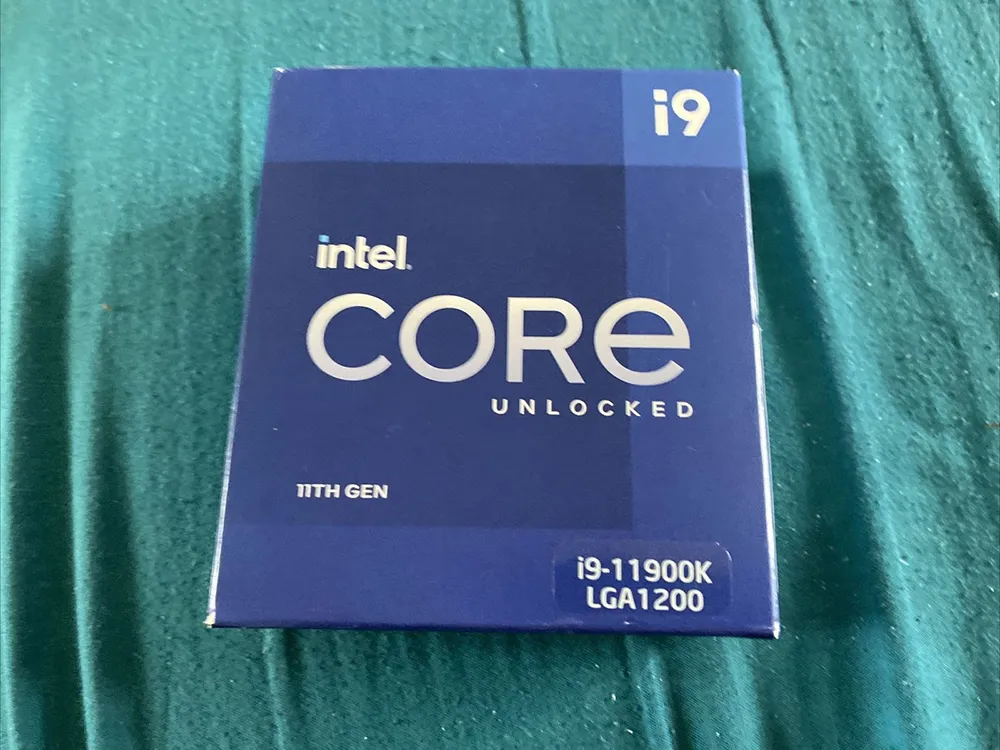 i9
intel.
CORE
UNLOCKED
11TH GEN
i9-11900K
LGA1200